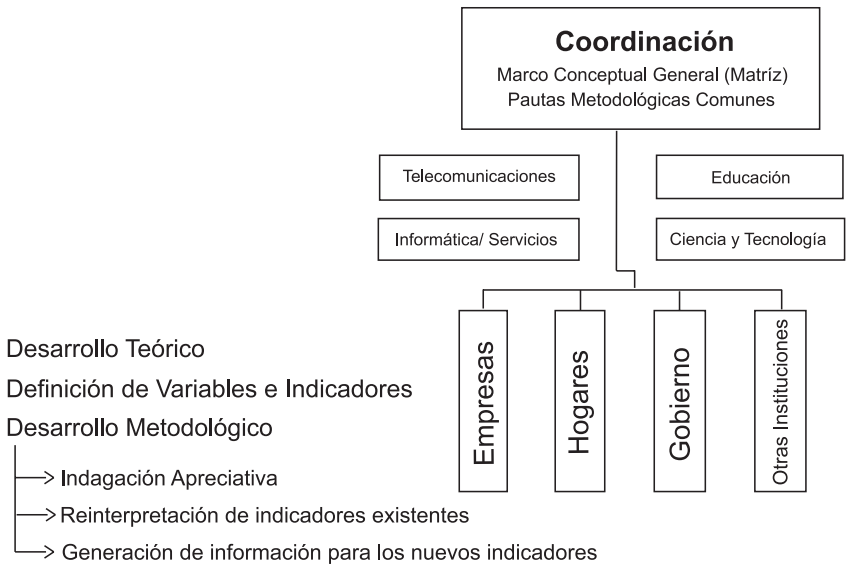 Coordinación
Marco Conceptual General (Matríz)
Pautas Metodológicas Comunes
Telecomunicaciones
Educación
Informática/ Servicios
Ciencia y Tecnología
Empresas
Hogares
Gobierno
Otras Instituciones
Desarrollo Teórico
Definición de Variables e Indicadores
Desarrollo Metodológico
Indagación Apreciativa
Reinterpretación de indicadores existentes
Generación de información para los nuevos indicadores